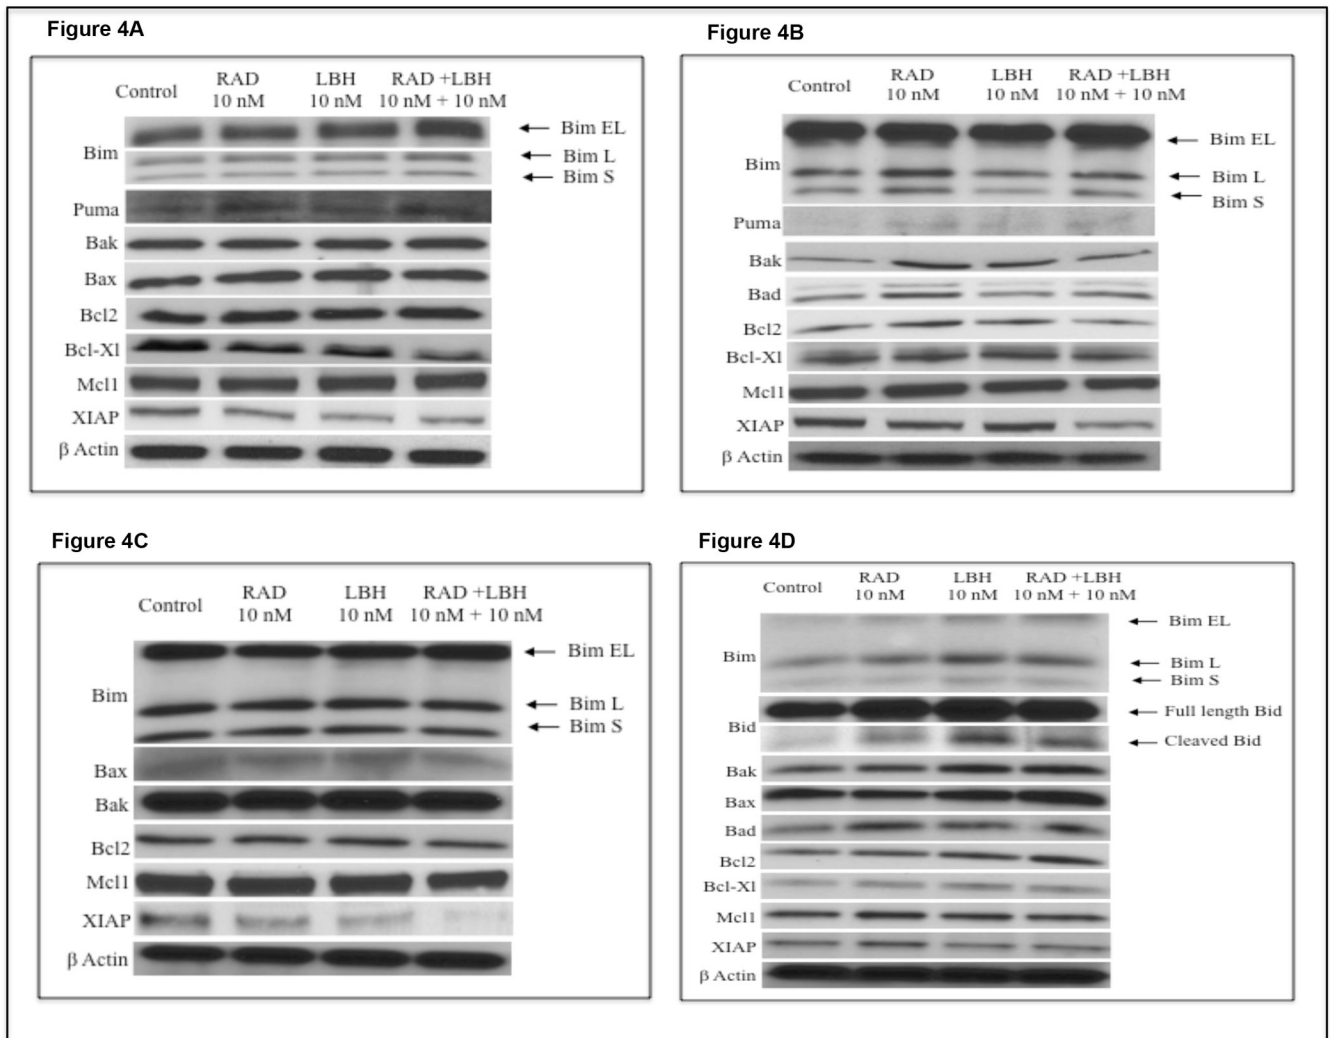 Figure 4A
Control
RAD
10 nM
LBH
10 nM
RAD +LBH
10 nM + 10 nM
Bim
Bim EL
Bim L
Bim S
Puma
Bak
Bax
Bcl2
Bcl-Xl
Mcl1
XIAP
β Actin
Figure 4B
Control
RAD
10 nM
LBH
10 nM
RAD +LBH
10 nM + 10 nM
Bim
Bim EL
Bim L
Bim S
Puma
Bak
Bad
Bcl2
Bcl-Xl
Mcl1
XIAP
β Actin
Figure 4C
Control
RAD
10 nM
LBH
10 nM
RAD +LBH
10 nM + 10 nM
Bim
Bim EL
Bim L
Bim S
Bax
Bak
Bcl2
Mcl1
XIAP
β Actin
Figure 4D
Control
RAD
10 nM
LBH
10 nM
RAD +LBH
10 nM + 10 nM
Bim
Bim EL
Bim L
Bim S
Bid
Full length Bid
Cleaved Bid
Bak
Bax
Bad
Bcl2
Bcl-Xl
Mcl1
XIAP
β Actin